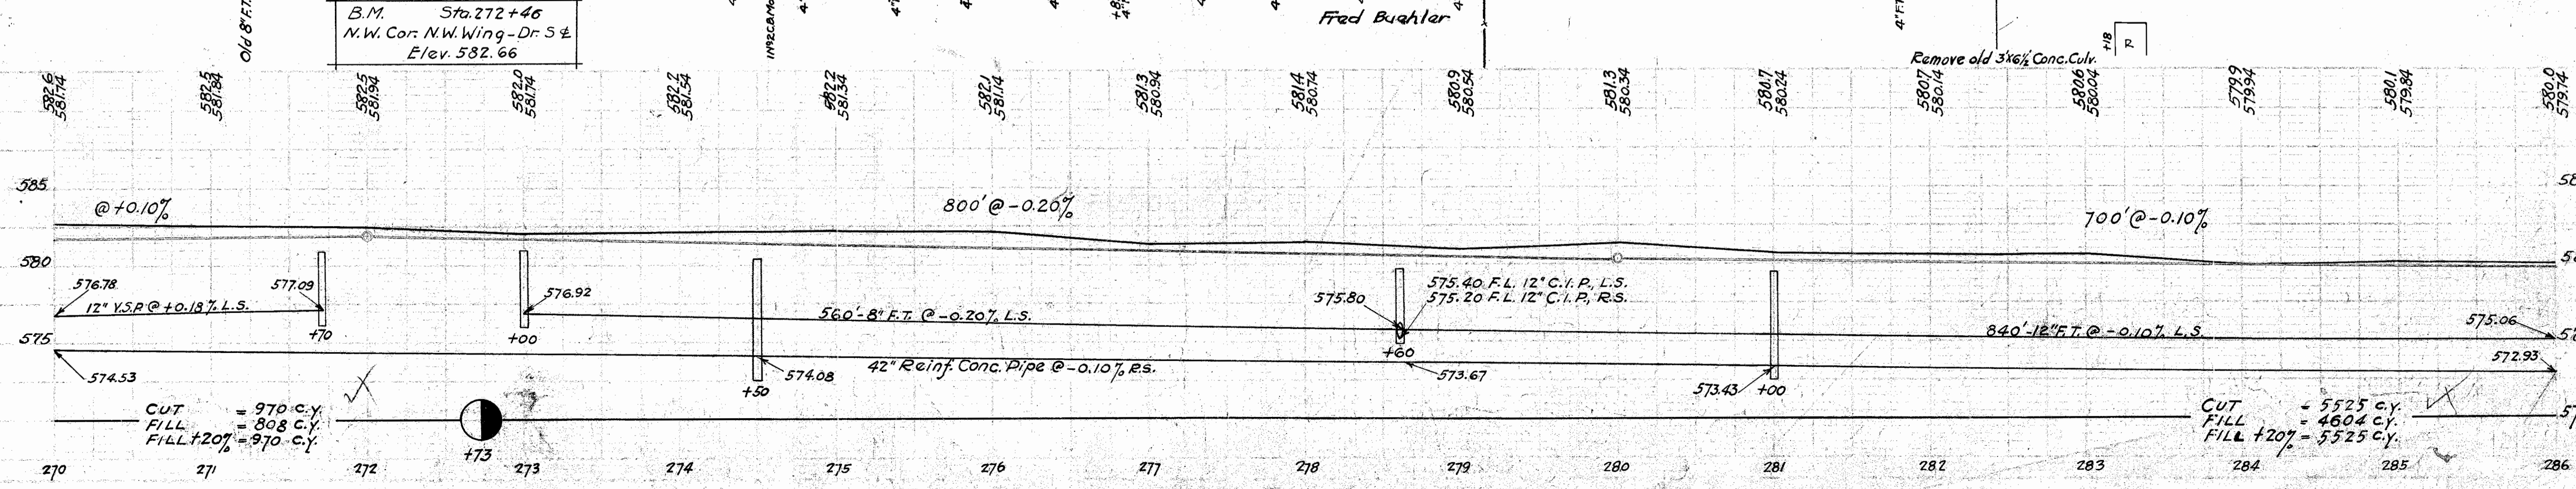 Old 8" F.T.
B.M. Sta. 272+46
N.W. Cor. N.W. Wing - Dr. S ℄
Elev. 582.66
Fred Buehler
4" F.T.
+18
R
Remove old 3'x6½' Conc. Culv.
582.6
581.74
582.5
581.84
582.5
581.94
582.0
581.74
582.2
581.54
582.2
581.34
582.1
581.14
581.3
580.94
581.4
580.74
580.9
580.54
581.3
580.34
580.7
580.24
580.7
580.14
580.6
580.04
579.9
579.94
580.1
579.84
580.0
579.74
585
@ +0.10%
800' @ -0.20%
700' @ -0.10%
580
576.78
577.09
576.92
575.80
575.40 F.L. 12" C.I.P., L.S.
575.20 F.L. 12" C.I.P., R.S.
12" V.S.P. @ +0.18% L.S.
560'-8" F.T. @ -0.20% L.S.
840'-12" F.T. @ -0.10% L.S.
575.06
575
+70
+00
+60
574.53
574.08
42" Reinf. Conc. Pipe @ -0.10% R.S.
573.67
573.43
572.93
+50
+00
CUT = 970 C.Y.
FILL = 808 C.Y.
FILL +20% = 970 C.Y.
+73
CUT = 5525 C.Y.
FILL = 4604 C.Y.
FILL +20% = 5525 C.Y.
270 271 272 273 274 275 276 277 278 279 280 281 282 283 284 285 286